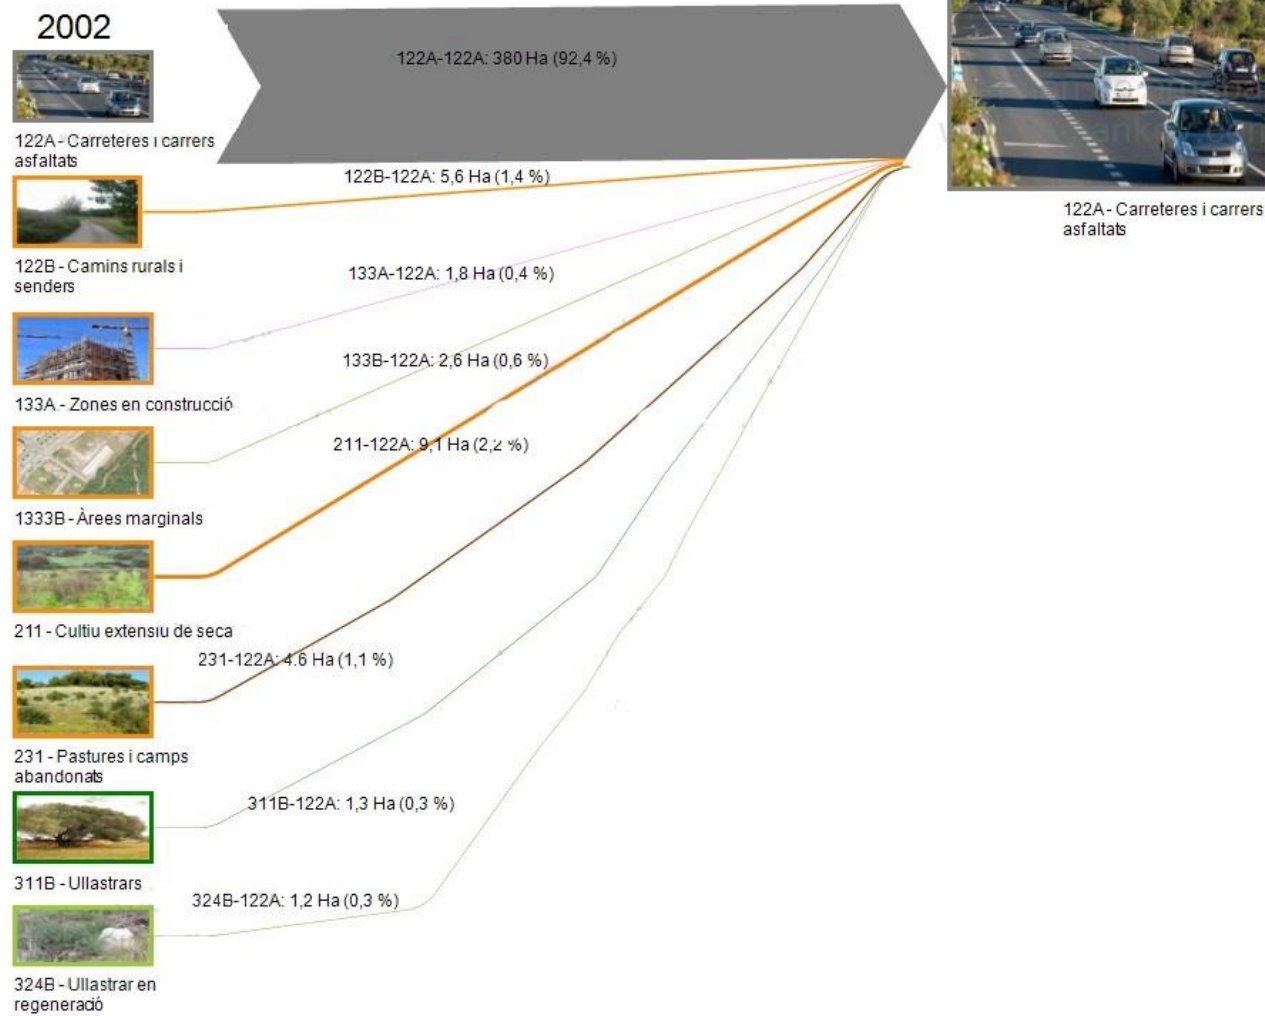 2002
122A-122A: 380 Ha (92,4 %)
122A - Carreteres i carrers
asfaltats
122B-122A: 5,6 Ha (1,4 %)
122A - Carreteres i carrers
asfaltats
122B - Camins rurals i
senders
133A-122A: 1,8 Ha (0,4 %)
133A - Zones en construcció
133B-122A: 2,6 Ha (0,6 %)
211-122A: 9,1 Ha (2,2 %)
1333B - Àrees marginals
211 - Cultiu extensiu de seca
231-122A: 4.6 Ha (1,1 %)
231 - Pastures i camps
abandonats
311B-122A: 1,3 Ha (0,3 %)
311B - Ullastrars
324B-122A: 1,2 Ha (0,3 %)
324B - Ullastrar en
regeneració